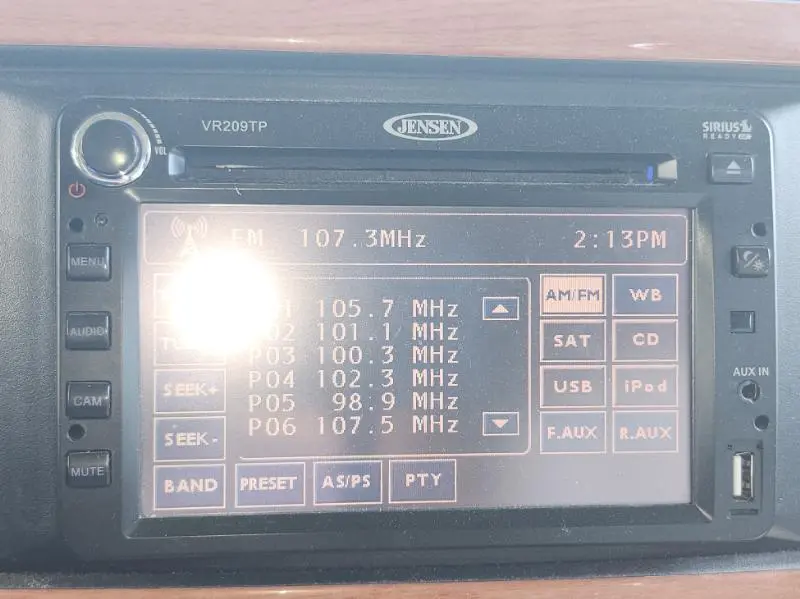 VR209TP JENSEN SIRIUS READY
VOL
FM 107.3MHz 2:13PM
MENU
105.7 MHz AM/FM WB
AUDIO 101.1 MHz SAT CD
P03 100.3 MHz
AUX IN
SEEK+ P04 102.3 MHz USB iPod
CAM P05 98.9 MHz
SEEK- P06 107.5 MHz F.AUX R.AUX
MUTE
BAND PRESET AS/PS PTY